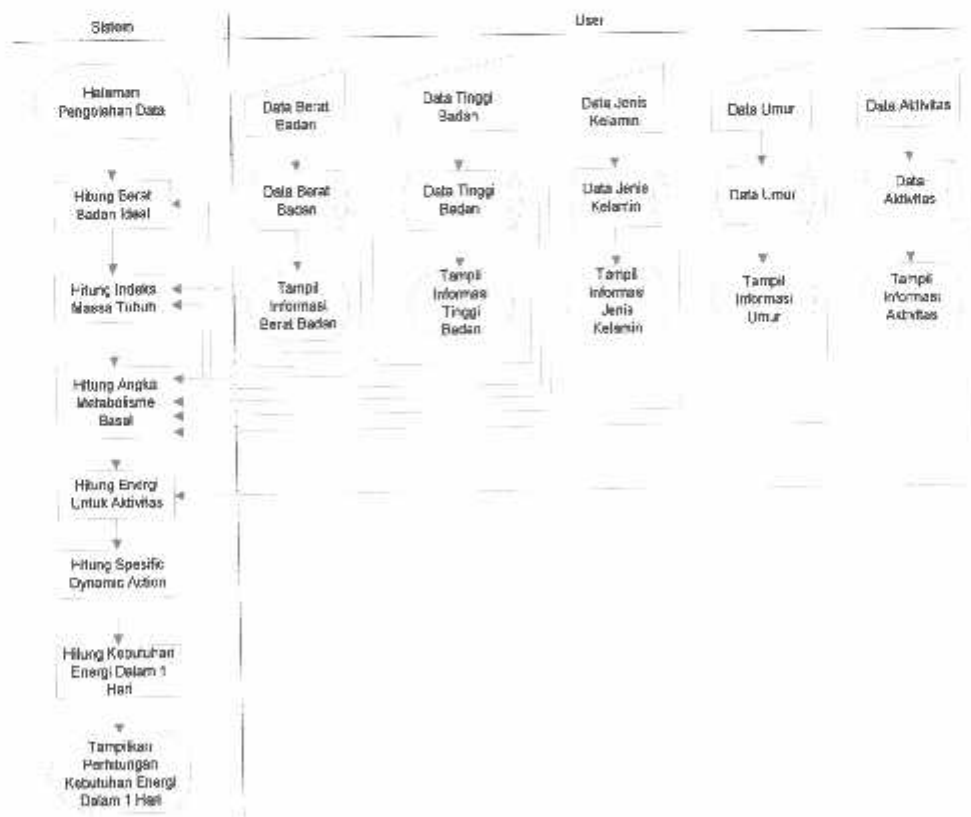 Sistem
User
Halaman
Pengolahan Data
Data Berat
Badan
Data Tinggi
Badan
Data Jenis
Kelamin
Data Umur
Data Aktivitas
Hitung Berat
Badan Ideal
Data Berat
Badan
Data Tinggi
Badan
Data Jenis
Kelamin
Data Umur
Data
Aktivitas
Hitung Indeks
Massa Tubuh
Tampil
Informasi
Berat Badan
Tampil
Informasi
Tinggi
Badan
Tampil
Informasi
Jenis
Kelamin
Tampil
Informasi
Umur
Tampil
Informasi
Aktivitas
Hitung Angka
Metabolisme
Basal
Hitung Energi
Untuk Aktivitas
Hitung Spesific
Dynamic Action
Hitung Kebutuhan
Energi Dalam 1
Hari
Tampilkan
Perhitungan
Kebutuhan Energi
Dalam 1 Hari